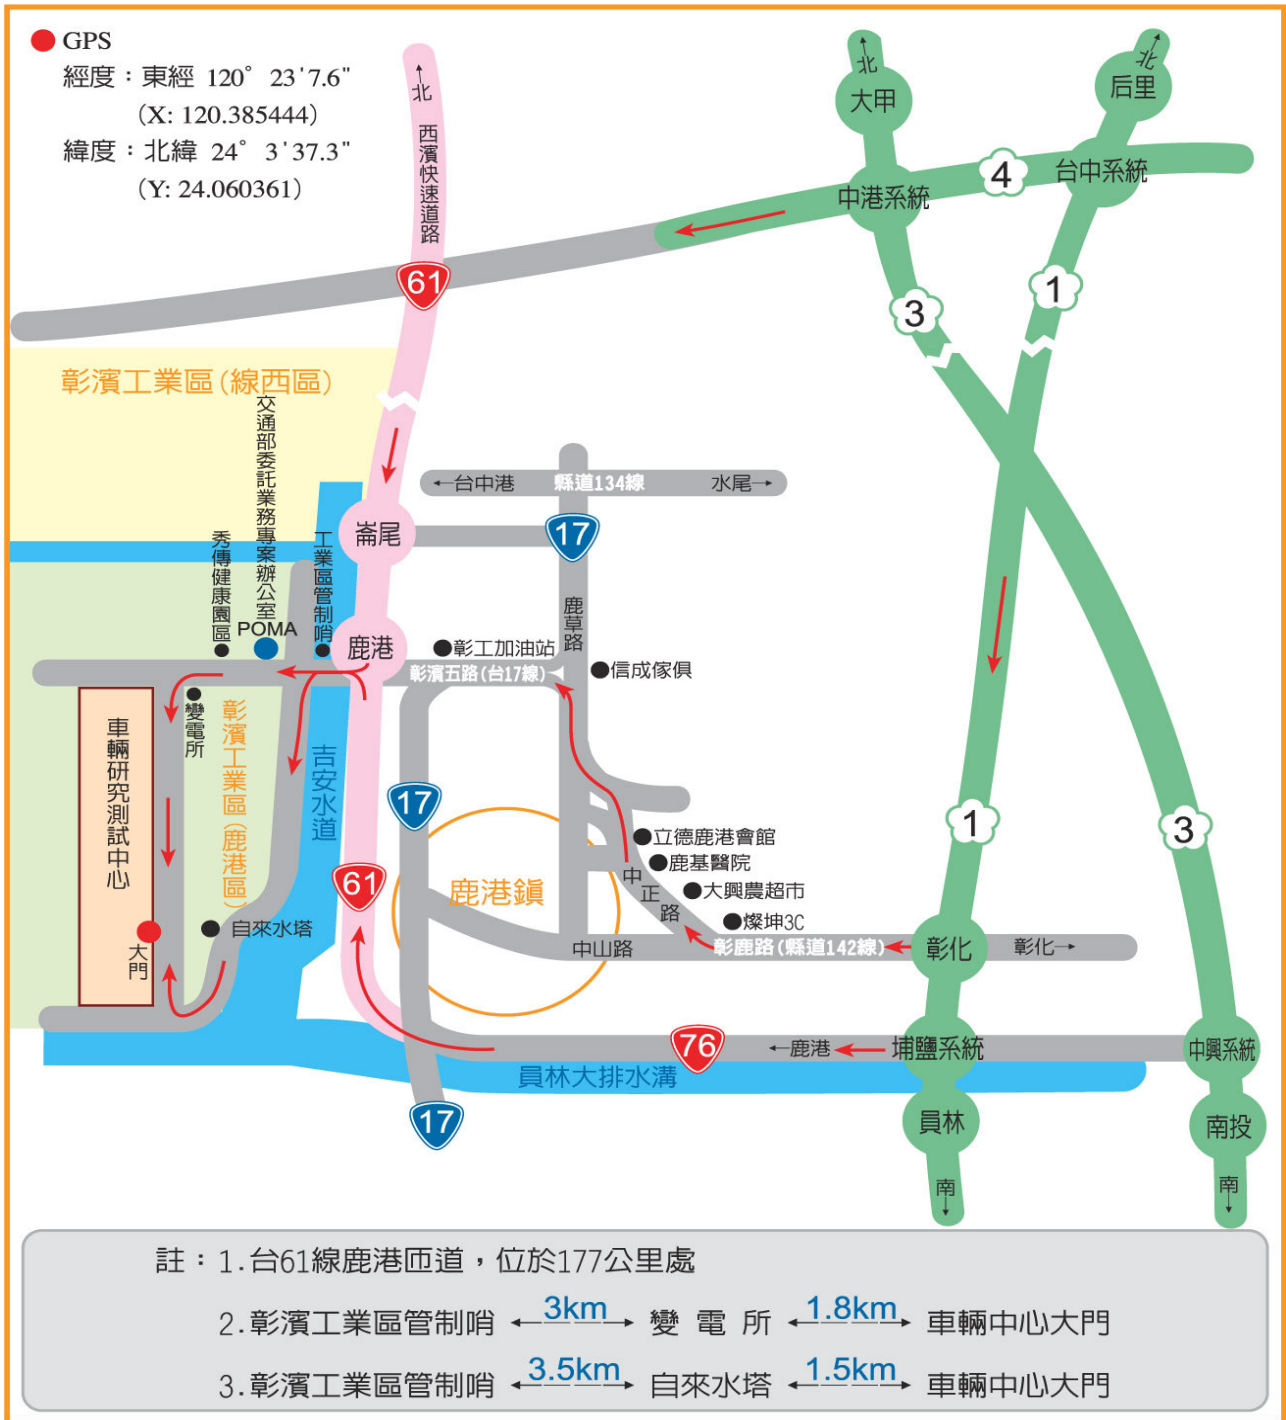 GPS
經度：東經 120° 23'7.6"
(X: 120.385444)
緯度：北緯 24° 3'37.3"
(Y: 24.060361)
←北
西濱快速道路
61
←北
大甲
北→
后里
中港系統
4
台中系統
3
1
彰濱工業區(線西區)
交通部委託業務專案辦公室
POMA
秀傳健康園區
工業區管制哨
崙尾
←台中港
縣道134線
水尾→
17
鹿草路
鹿港
彰工加油站
彰濱五路(台17線)
信成傢俱
變電所
彰濱工業區(鹿港區)
車輛研究測試中心
吉安水道
17
61
鹿港鎮
立德鹿港會館
鹿基醫院
大興農超市
燦坤3C
中正路
1
3
大門
自來水塔
中山路
彰鹿路(縣道142線)
彰化
彰化→
76
←鹿港
埔鹽系統
中興系統
員林大排水溝
17
員林
南投
南→
南→
註：1.台61線鹿港匝道，位於177公里處
2.彰濱工業區管制哨 ←3km→ 變電所 ←1.8km→ 車輛中心大門
3.彰濱工業區管制哨 ←3.5km→ 自來水塔 ←1.5km→ 車輛中心大門